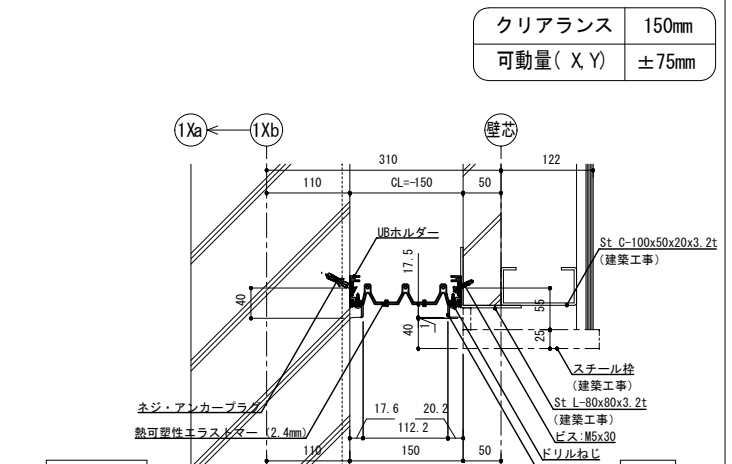 クリアランス 150mm
可動量( X,Y) ±75mm
1Xa 1Xb 壁芯
310 122
110 CL=-150 50
UBホルダー
17.5
St C-100x50x20x3.2t
(建築工事)
40
55
40
1
25
スチール枠
(建築工事)
ネジ・アンカープラグ
17.6 20.2
St L-80x80x3.2t
(建築工事)
熱可塑性エラストマー (2.4mm)
112.2
ビス:M5x30
110 150 50
ドリルねじ